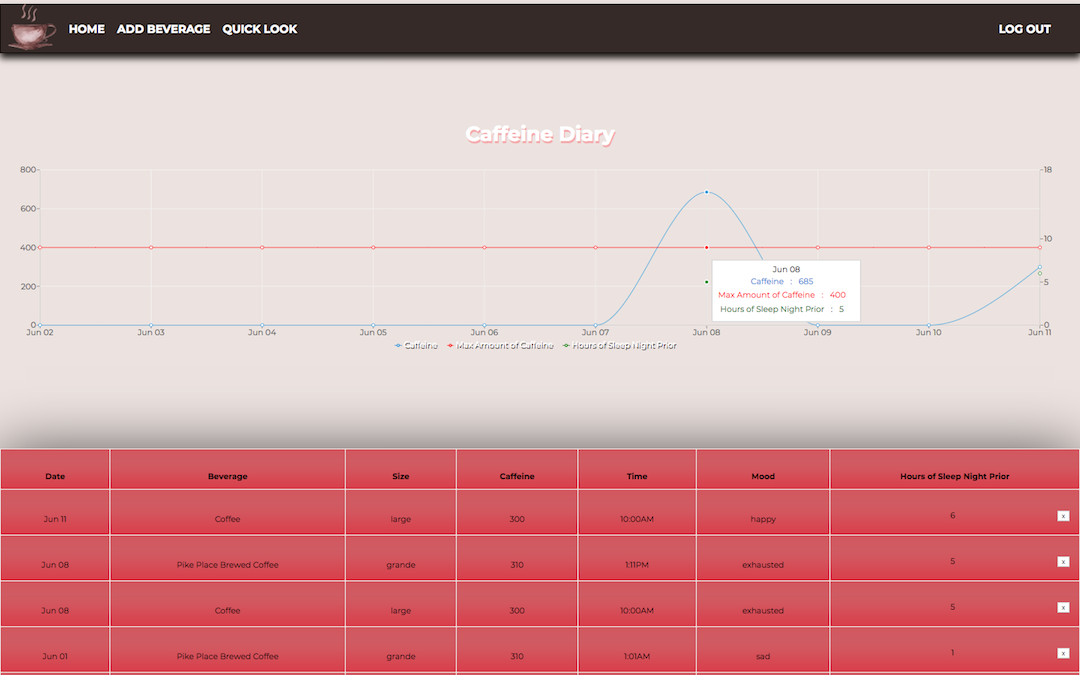 HOME ADD BEVERAGE QUICK LOOK LOG OUT
Caffeine Diary
800 18
600
10
400
Jun 08
Caffeine : 685
200 5
Max Amount of Caffeine : 400
Hours of Sleep Night Prior : 5
0 0
Jun 02 Jun 03 Jun 04 Jun 05 Jun 06 Jun 07 Jun 08 Jun 09 Jun 10 Jun 11
Caffeine Max Amount of Caffeine Hours of Sleep Night Prior
Date Beverage Size Caffeine Time Mood Hours of Sleep Night Prior
Jun 11 Coffee large 300 10:00AM happy 6 x
Jun 08 Pike Place Brewed Coffee grande 310 1:11PM exhausted 5 x
Jun 08 Coffee large 300 10:00AM exhausted 5 x
Jun 01 Pike Place Brewed Coffee grande 310 1:01AM sad 1 x